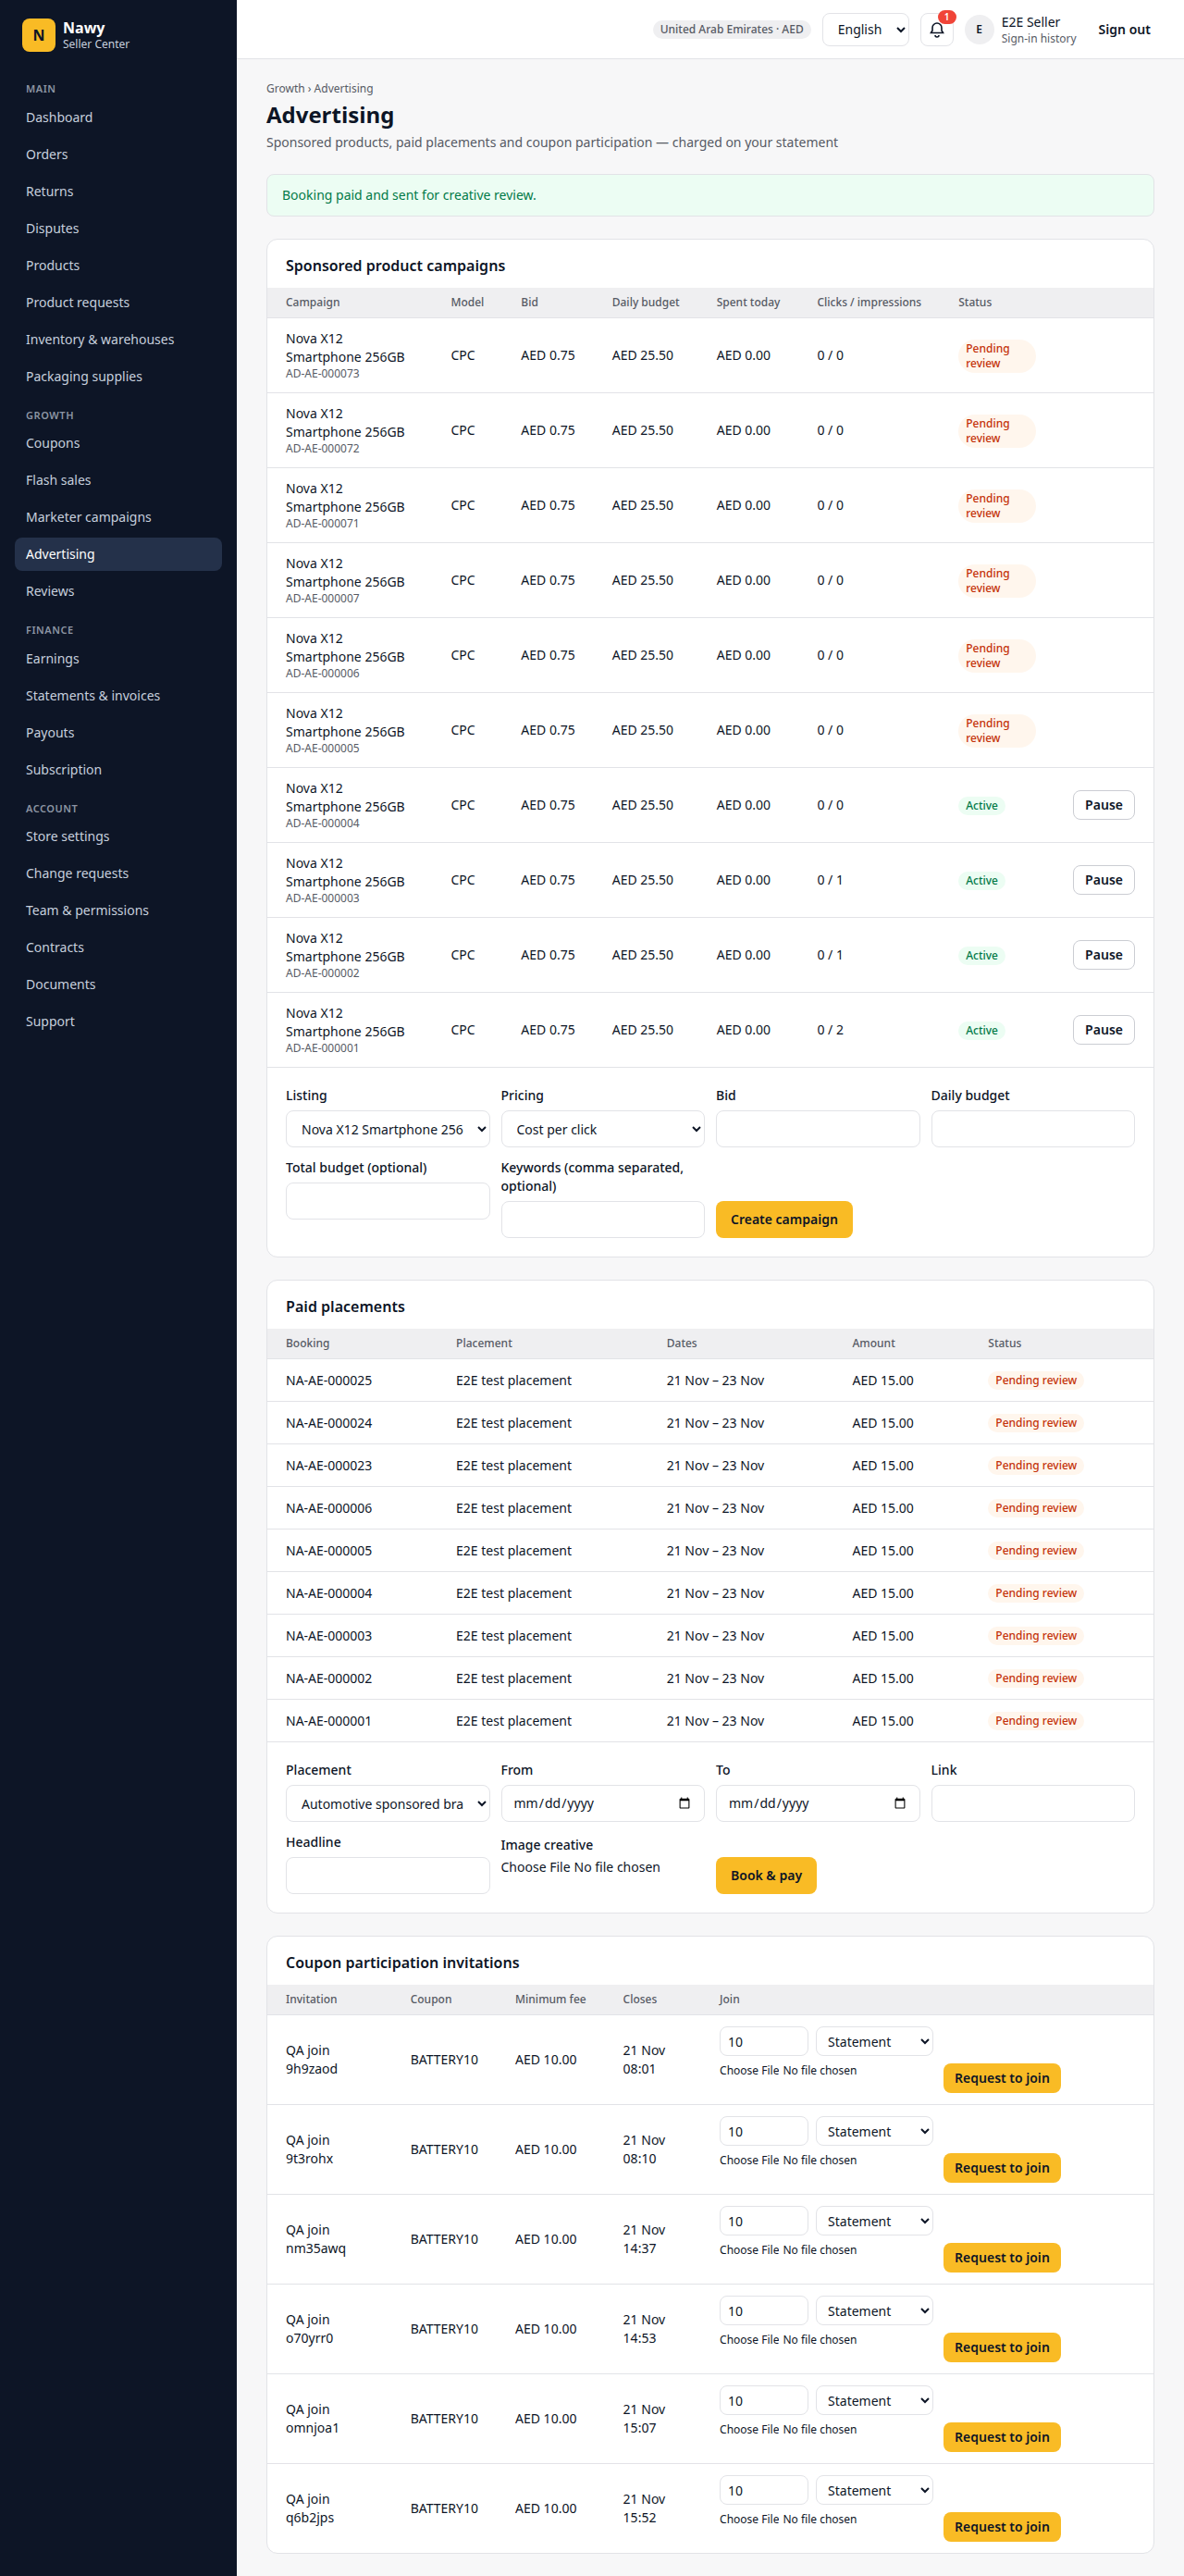 N
Nawy
Seller Center
MAIN
Dashboard
Orders
Returns
Disputes
Products
Product requests
Inventory & warehouses
Packaging supplies
GROWTH
Coupons
Flash sales
Marketer campaigns
Advertising
Reviews
FINANCE
Earnings
Statements & invoices
Payouts
Subscription
ACCOUNT
Store settings
Change requests
Team & permissions
Contracts
Documents
Support
United Arab Emirates · AED
English
1
E
E2E Seller
Sign-in history
Sign out
Growth › Advertising
Advertising
Sponsored products, paid placements and coupon participation — charged on your statement
Booking paid and sent for creative review.
Sponsored product campaigns
Campaign Model Bid Daily budget Spent today Clicks / impressions Status
Nova X12
Smartphone 256GB
AD-AE-000073
CPC AED 0.75 AED 25.50 AED 0.00 0 / 0
Pending
review
Nova X12
Smartphone 256GB
AD-AE-000072
CPC AED 0.75 AED 25.50 AED 0.00 0 / 0
Pending
review
Nova X12
Smartphone 256GB
AD-AE-000071
CPC AED 0.75 AED 25.50 AED 0.00 0 / 0
Pending
review
Nova X12
Smartphone 256GB
AD-AE-000007
CPC AED 0.75 AED 25.50 AED 0.00 0 / 0
Pending
review
Nova X12
Smartphone 256GB
AD-AE-000006
CPC AED 0.75 AED 25.50 AED 0.00 0 / 0
Pending
review
Nova X12
Smartphone 256GB
AD-AE-000005
CPC AED 0.75 AED 25.50 AED 0.00 0 / 0
Pending
review
Nova X12
Smartphone 256GB
AD-AE-000004
CPC AED 0.75 AED 25.50 AED 0.00 0 / 0 Active Pause
Nova X12
Smartphone 256GB
AD-AE-000003
CPC AED 0.75 AED 25.50 AED 0.00 0 / 1 Active Pause
Nova X12
Smartphone 256GB
AD-AE-000002
CPC AED 0.75 AED 25.50 AED 0.00 0 / 1 Active Pause
Nova X12
Smartphone 256GB
AD-AE-000001
CPC AED 0.75 AED 25.50 AED 0.00 0 / 2 Active Pause
Listing Pricing Bid Daily budget
Nova X12 Smartphone 256 Cost per click
Total budget (optional)
Keywords (comma separated,
optional)
Create campaign
Paid placements
Booking Placement Dates Amount Status
NA-AE-000025 E2E test placement 21 Nov – 23 Nov AED 15.00 Pending review
NA-AE-000024 E2E test placement 21 Nov – 23 Nov AED 15.00 Pending review
NA-AE-000023 E2E test placement 21 Nov – 23 Nov AED 15.00 Pending review
NA-AE-000006 E2E test placement 21 Nov – 23 Nov AED 15.00 Pending review
NA-AE-000005 E2E test placement 21 Nov – 23 Nov AED 15.00 Pending review
NA-AE-000004 E2E test placement 21 Nov – 23 Nov AED 15.00 Pending review
NA-AE-000003 E2E test placement 21 Nov – 23 Nov AED 15.00 Pending review
NA-AE-000002 E2E test placement 21 Nov – 23 Nov AED 15.00 Pending review
NA-AE-000001 E2E test placement 21 Nov – 23 Nov AED 15.00 Pending review
Placement From To Link
Automotive sponsored bra mm/dd/yyyy mm/dd/yyyy
Headline Image creative
Choose File No file chosen
Book & pay
Coupon participation invitations
Invitation Coupon Minimum fee Closes Join
QA join
9h9zaod
BATTERY10 AED 10.00
21 Nov
08:01
10 Statement
Choose File No file chosen
Request to join
QA join
9t3rohx
BATTERY10 AED 10.00
21 Nov
08:10
10 Statement
Choose File No file chosen
Request to join
QA join
nm35awq
BATTERY10 AED 10.00
21 Nov
14:37
10 Statement
Choose File No file chosen
Request to join
QA join
o70yrr0
BATTERY10 AED 10.00
21 Nov
14:53
10 Statement
Choose File No file chosen
Request to join
QA join
omnjoa1
BATTERY10 AED 10.00
21 Nov
15:07
10 Statement
Choose File No file chosen
Request to join
QA join
q6b2jps
BATTERY10 AED 10.00
21 Nov
15:52
10 Statement
Choose File No file chosen
Request to join